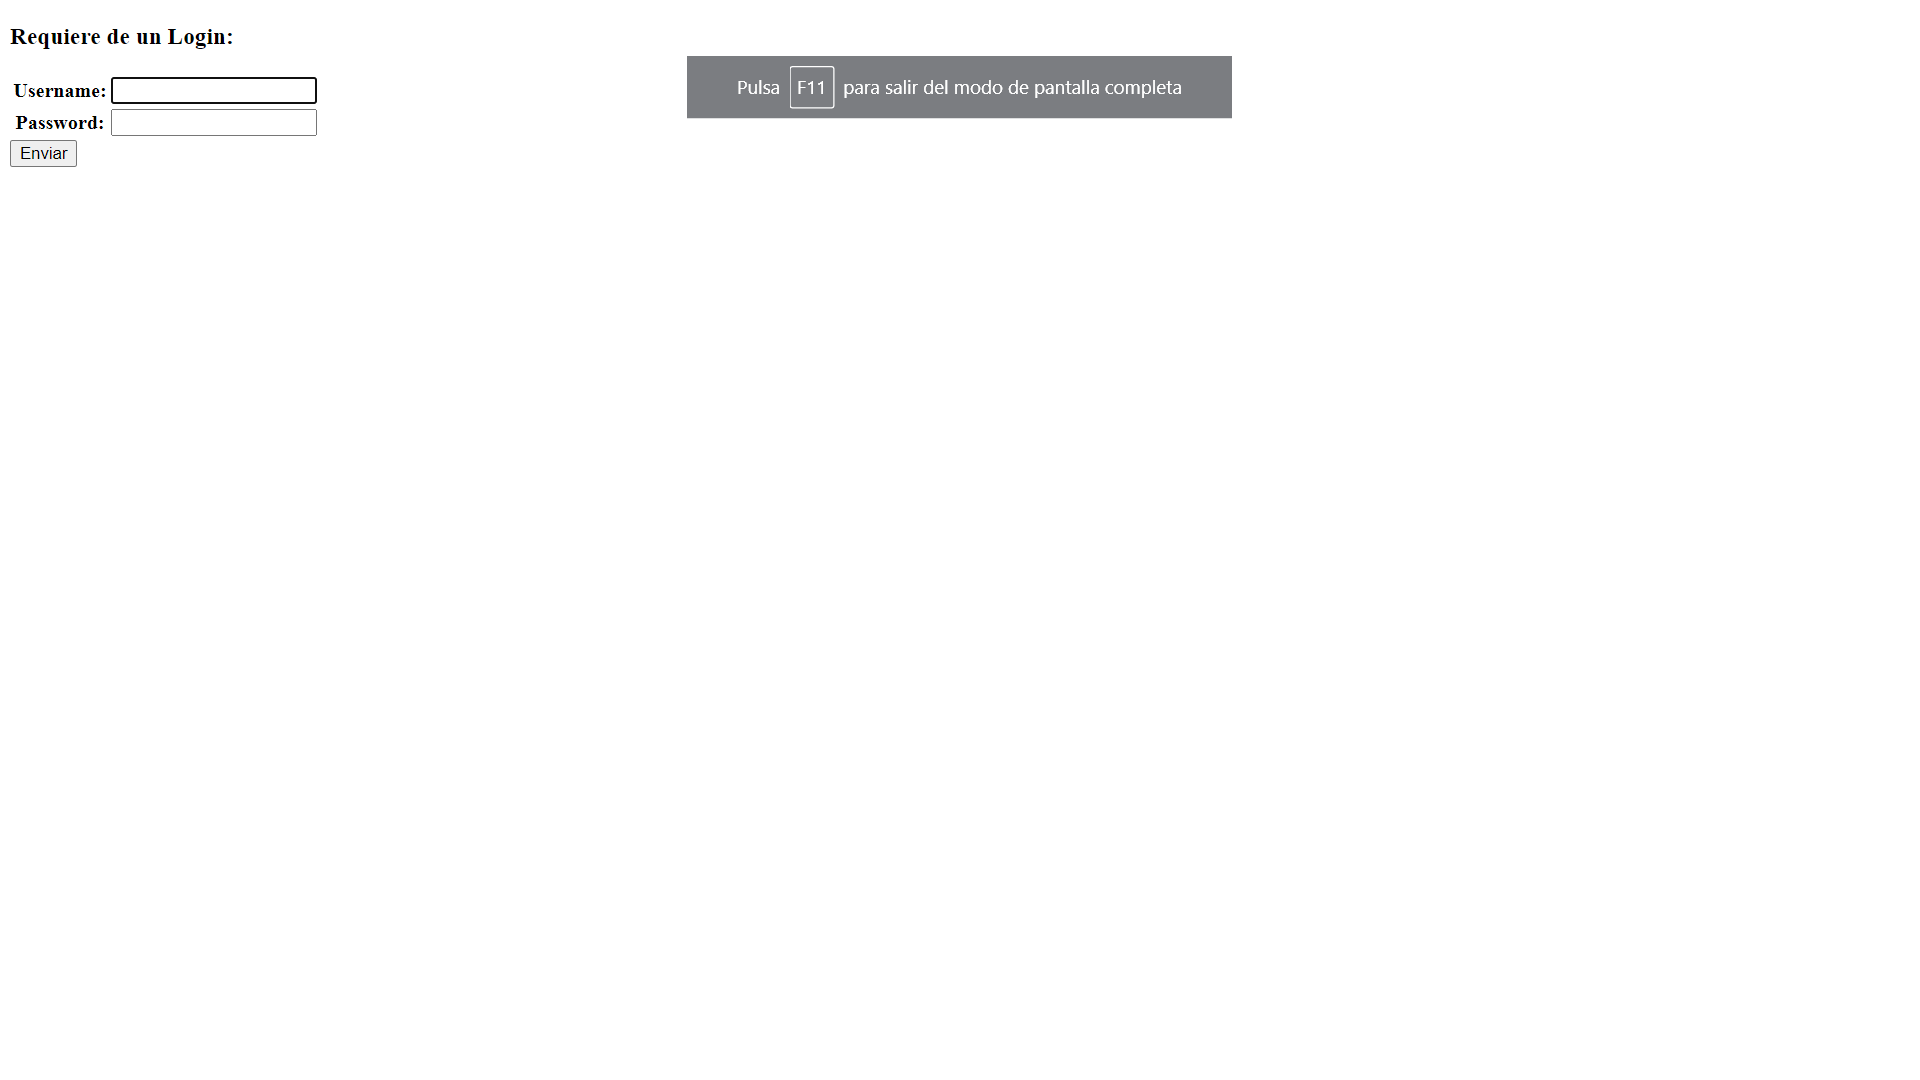 Requiere de un Login:
Pulsa F11 para salir del modo de pantalla completa
Username:
Password:
Enviar